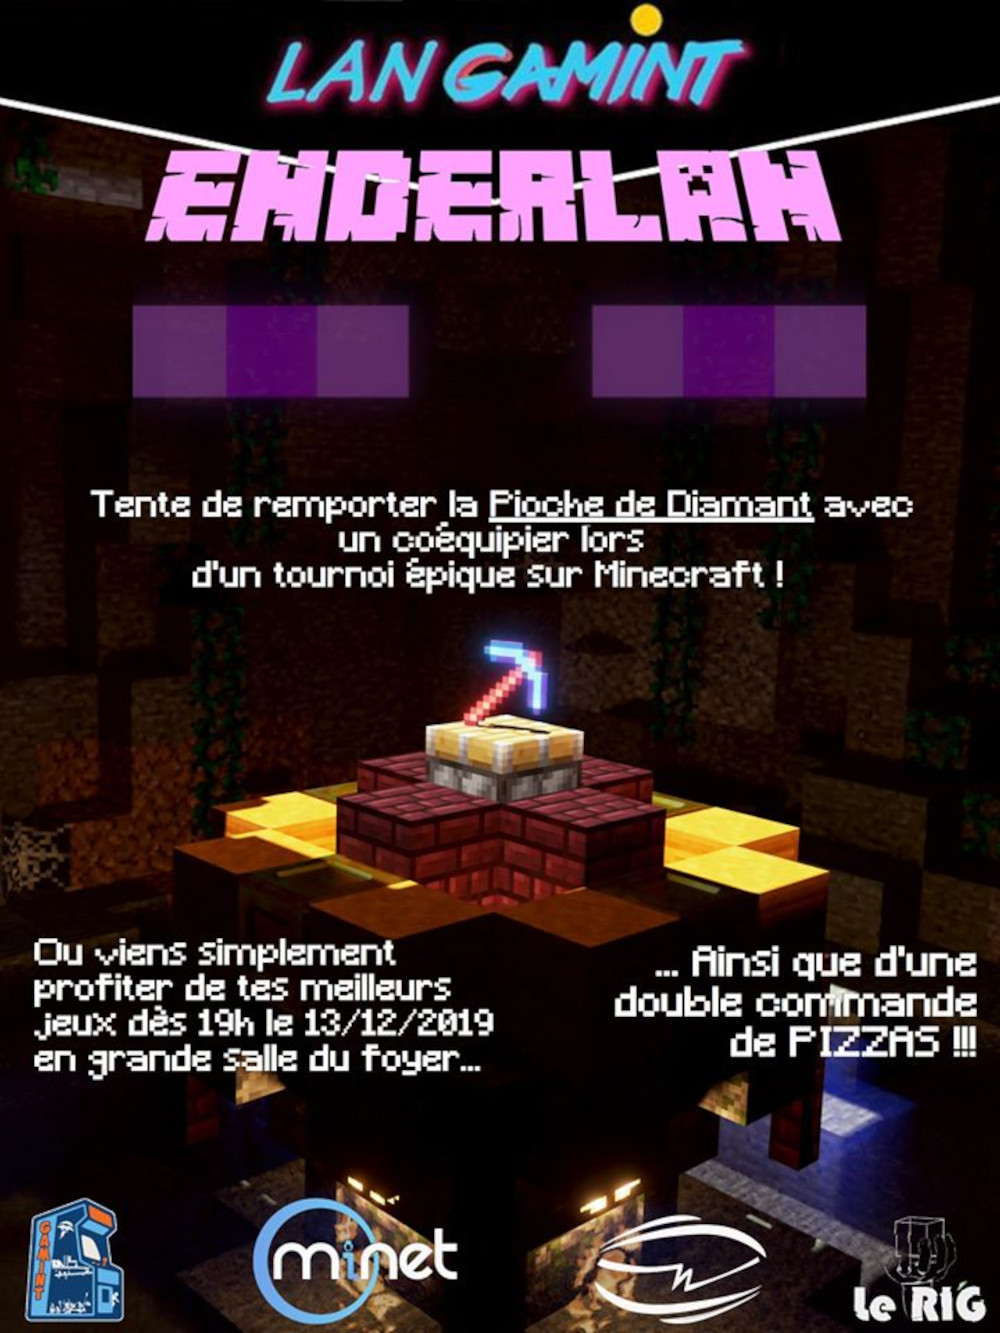 LAN GAMINT
ENDERLAN
Tente de remporter la Pioche de Diamant avec
un coéquipier lors
d'un tournoi épique sur Minecraft !
Ou viens simplement
profiter de tes meilleurs
jeux dès 19h le 13/12/2019
en grande salle du foyer...
... Ainsi que d'une
double commande
de PIZZAS !!!
GAMINT
minet
Le RIG